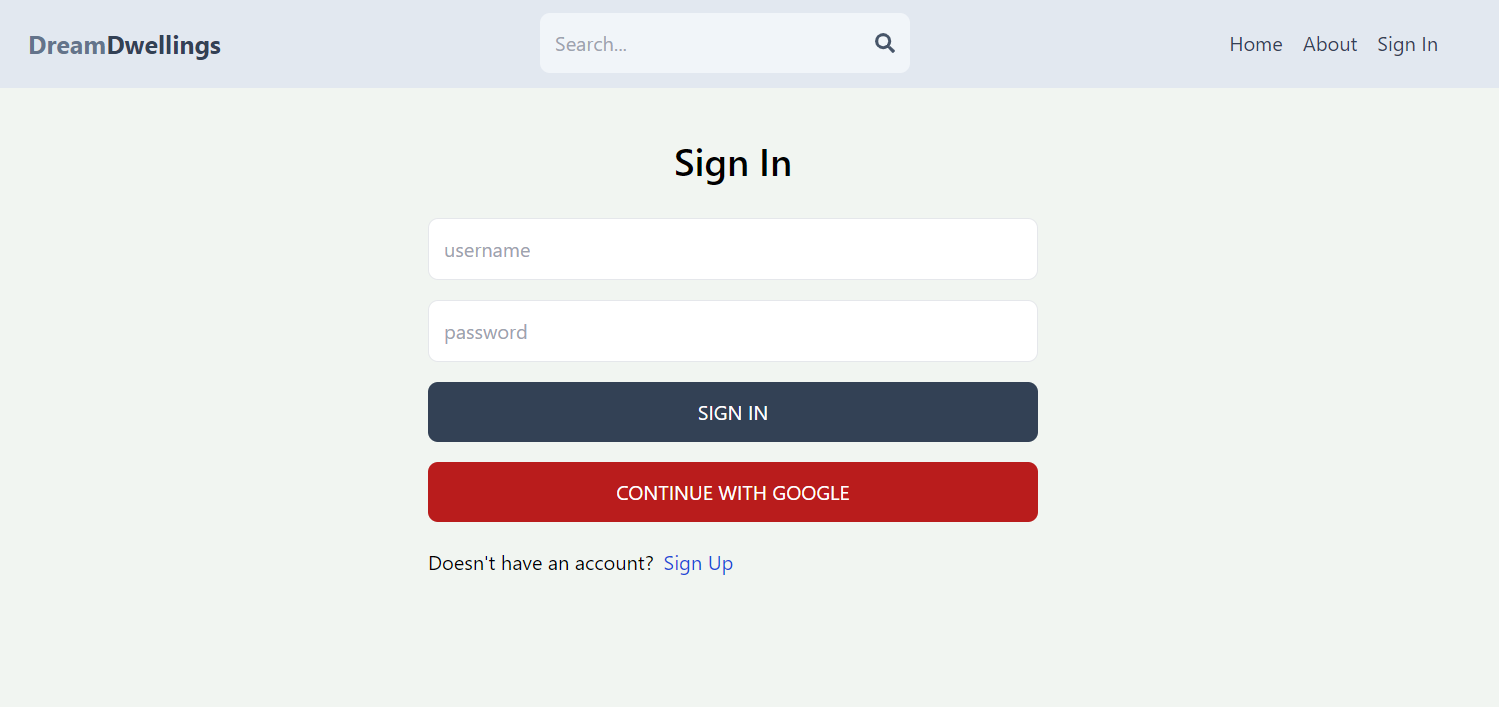 DreamDwellings
Search...
Home About Sign In
Sign In
username
password
SIGN IN
CONTINUE WITH GOOGLE
Doesn't have an account? Sign Up